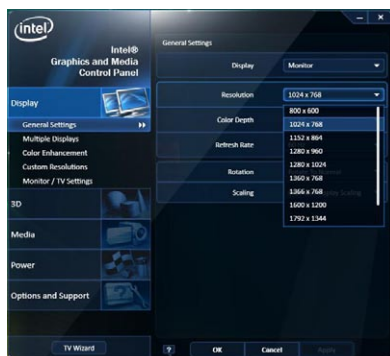 intel
Intel®
Graphics and Media
Control Panel
Display
General Settings
Multiple Displays
Color Enhancement
Custom Resolutions
Monitor / TV Settings
3D
Media
Power
Options and Support
TV Wizard
General Settings
Display Monitor
Resolution 1024 x 768
Color Depth
Refresh Rate
Rotation
Scaling
800 x 600
1024 x 768
1152 x 864
1280 x 960
1280 x 1024
1360 x 768
1366 x 768
1600 x 1200
1792 x 1344
? OK Cancel Apply